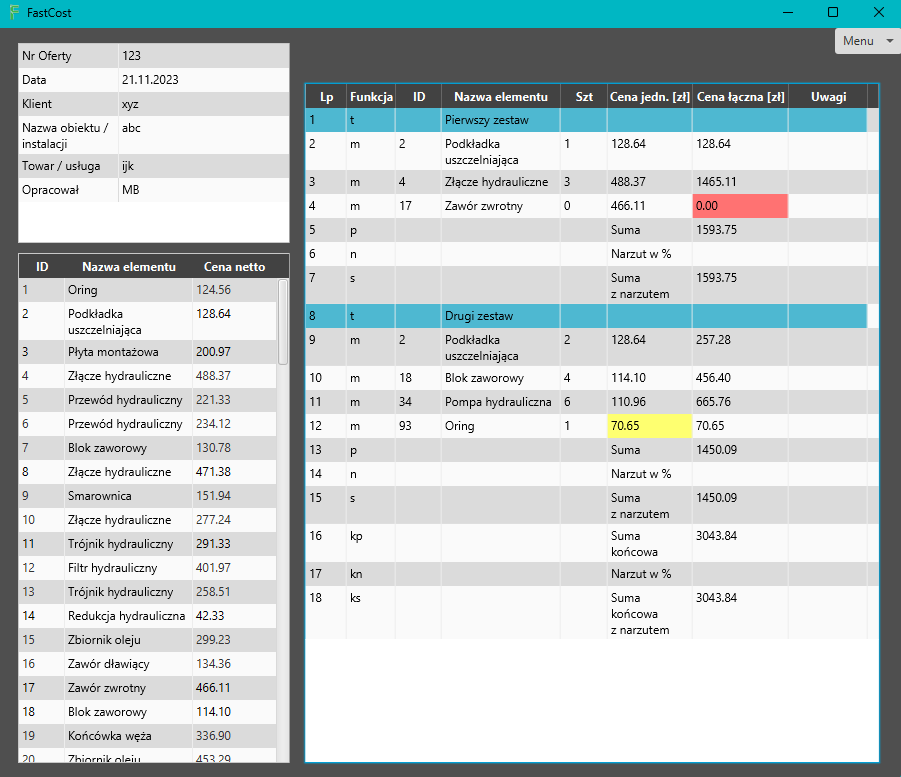 FastCost
Menu
Nr Oferty 123
Data 21.11.2023
Klient xyz
Nazwa obiektu / abc
instalacji
Towar / usługa ijk
Opracował MB
ID Nazwa elementu Cena netto
1 Oring 124.56
2 Podkładka 128.64
uszczelniająca
3 Płyta montażowa 200.97
4 Złącze hydrauliczne 488.37
5 Przewód hydrauliczny 221.33
6 Przewód hydrauliczny 234.12
7 Blok zaworowy 130.78
8 Złącze hydrauliczne 471.38
9 Smarownica 151.94
10 Złącze hydrauliczne 277.24
11 Trójnik hydrauliczny 291.33
12 Filtr hydrauliczny 401.97
13 Trójnik hydrauliczny 258.51
14 Redukcja hydrauliczna 42.33
15 Zbiornik oleju 299.23
16 Zawór dławiący 134.36
17 Zawór zwrotny 466.11
18 Blok zaworowy 114.10
19 Końcówka węża 336.90
20 Zbiornik oleju 453.29
Lp Funkcja ID Nazwa elementu Szt Cena jedn. [zł] Cena łączna [zł] Uwagi
1 t Pierwszy zestaw
2 m 2 Podkładka 1 128.64 128.64
uszczelniająca
3 m 4 Złącze hydrauliczne 3 488.37 1465.11
4 m 17 Zawór zwrotny 0 466.11 0.00
5 p Suma 1593.75
6 n Narzut w %
7 s Suma 1593.75
z narzutem
8 t Drugi zestaw
9 m 2 Podkładka 2 128.64 257.28
uszczelniająca
10 m 18 Blok zaworowy 4 114.10 456.40
11 m 34 Pompa hydrauliczna 6 110.96 665.76
12 m 93 Oring 1 70.65 70.65
13 p Suma 1450.09
14 n Narzut w %
15 s Suma 1450.09
z narzutem
16 kp Suma 3043.84
końcowa
17 kn Narzut w %
18 ks Suma 3043.84
końcowa
z narzutem